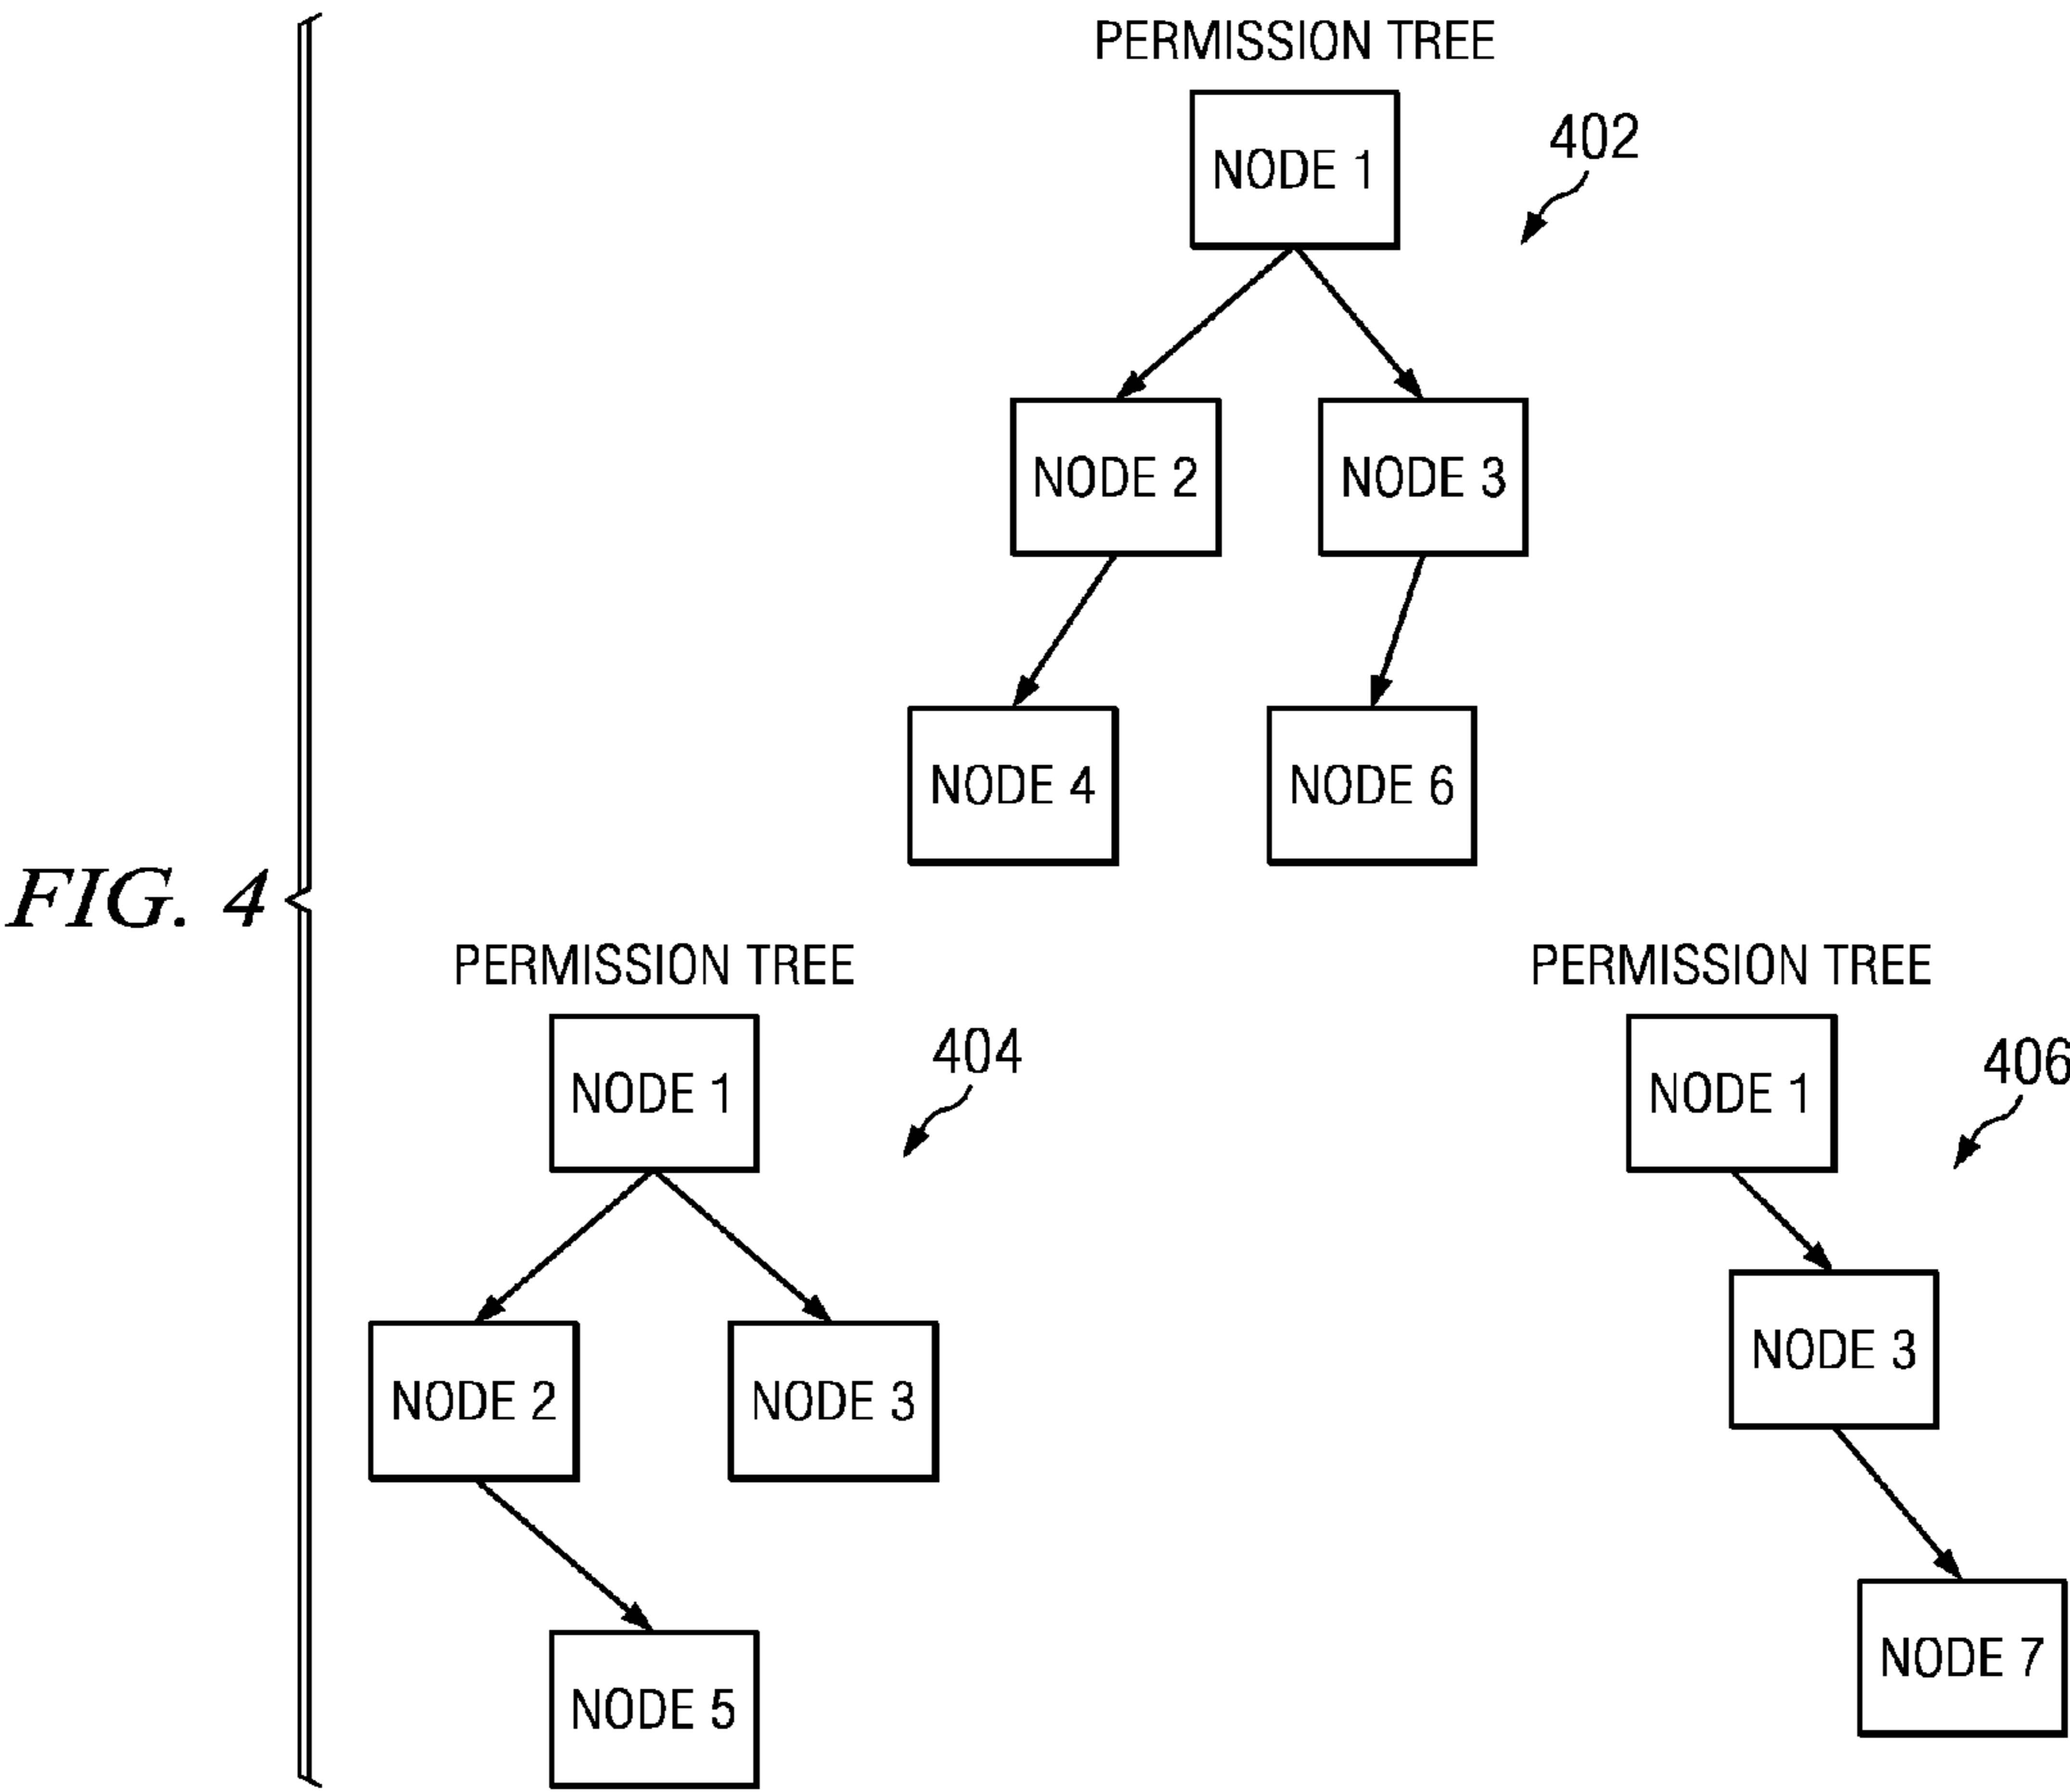 PERMISSION TREE
NODE 1
402
NODE 2
NODE 3
NODE 4
NODE 6
FIG. 4
PERMISSION TREE
NODE 1
404
NODE 2
NODE 3
NODE 5
PERMISSION TREE
NODE 1
406
NODE 3
NODE 7